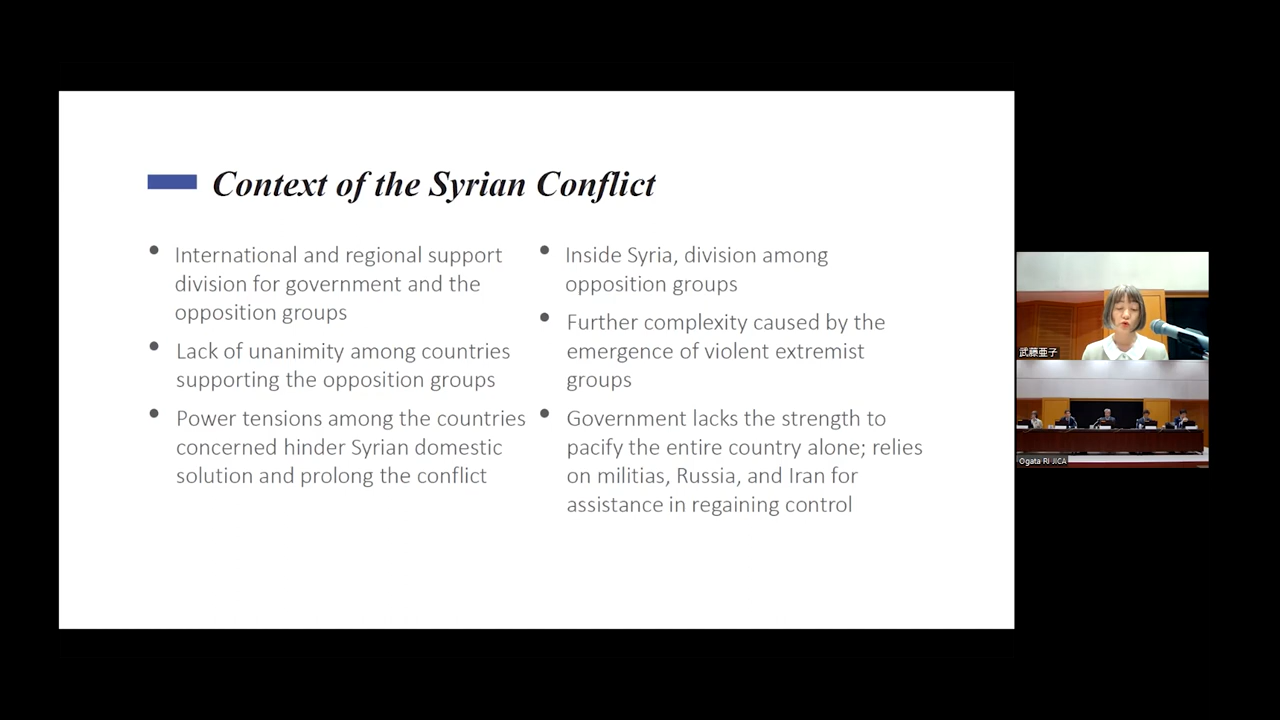 Context of the Syrian Conflict
International and regional support
division for government and the
opposition groups
Lack of unanimity among countries
supporting the opposition groups
Power tensions among the countries
concerned hinder Syrian domestic
solution and prolong the conflict
Inside Syria, division among
opposition groups
Further complexity caused by the
emergence of violent extremist
groups
Government lacks the strength to
pacify the entire country alone; relies
on militias, Russia, and Iran for
assistance in regaining control
武藤亜子
Ogata RI JICA